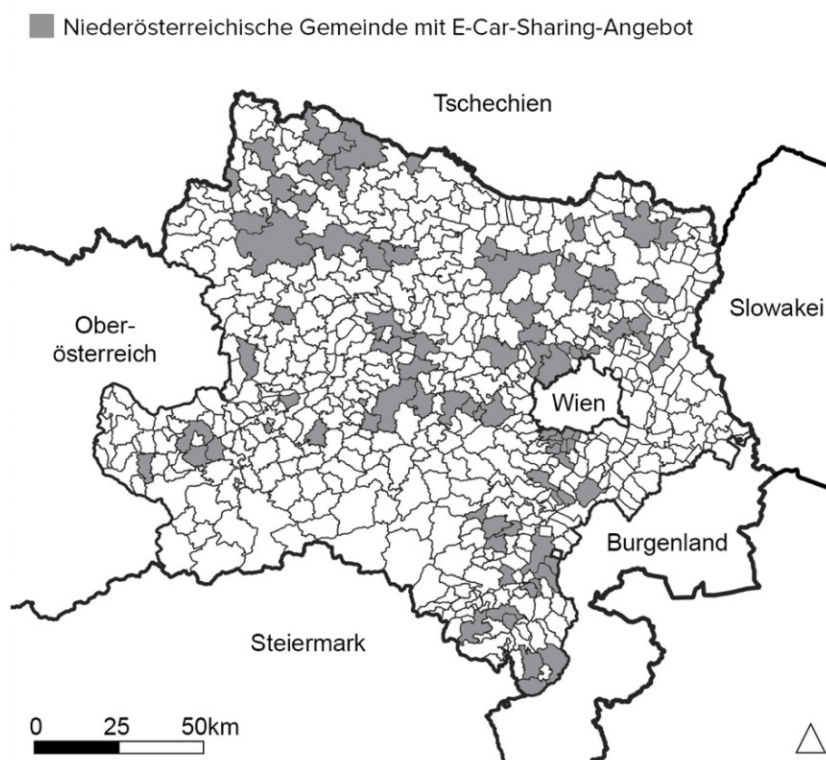 Niederösterreichische Gemeinde mit E-Car-Sharing-Angebot
Tschechien
Slowakei
Ober-
österreich
Wien
Burgenland
Steiermark
0 25 50km